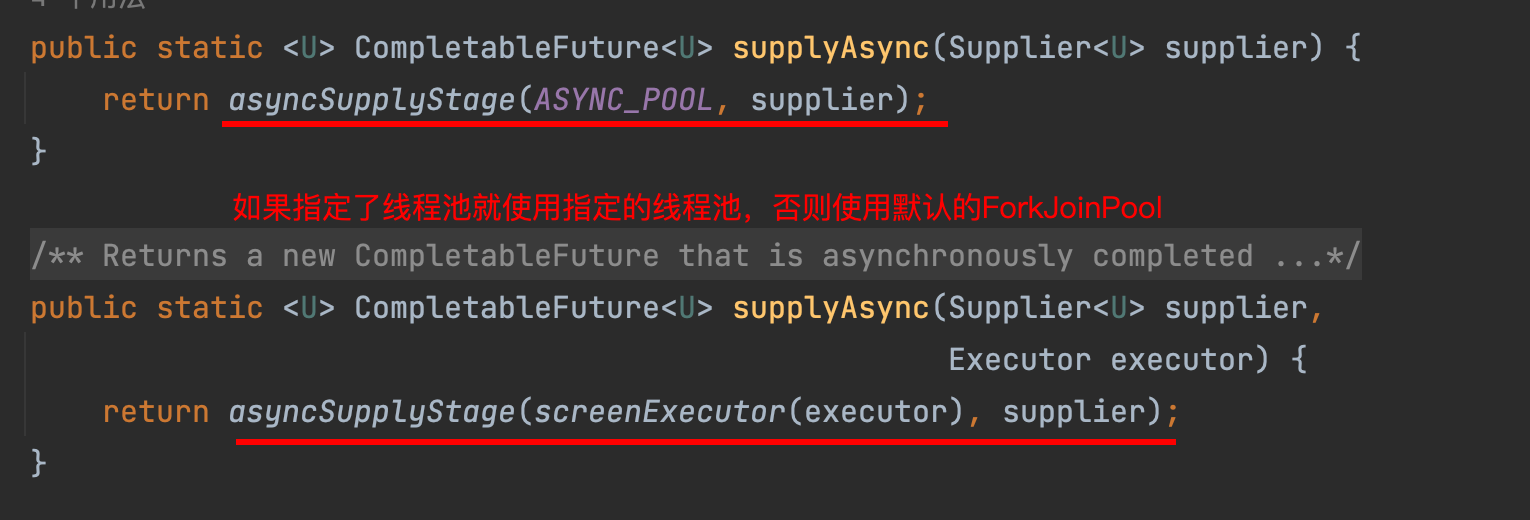 public static <U> CompletableFuture<U> supplyAsync(Supplier<U> supplier) {
return asyncSupplyStage(ASYNC_POOL, supplier);
}
如果指定了线程池就使用指定的线程池，否则使用默认的ForkJoinPool
/** Returns a new CompletableFuture that is asynchronously completed ...*/
public static <U> CompletableFuture<U> supplyAsync(Supplier<U> supplier,
Executor executor) {
return asyncSupplyStage(screenExecutor(executor), supplier);
}